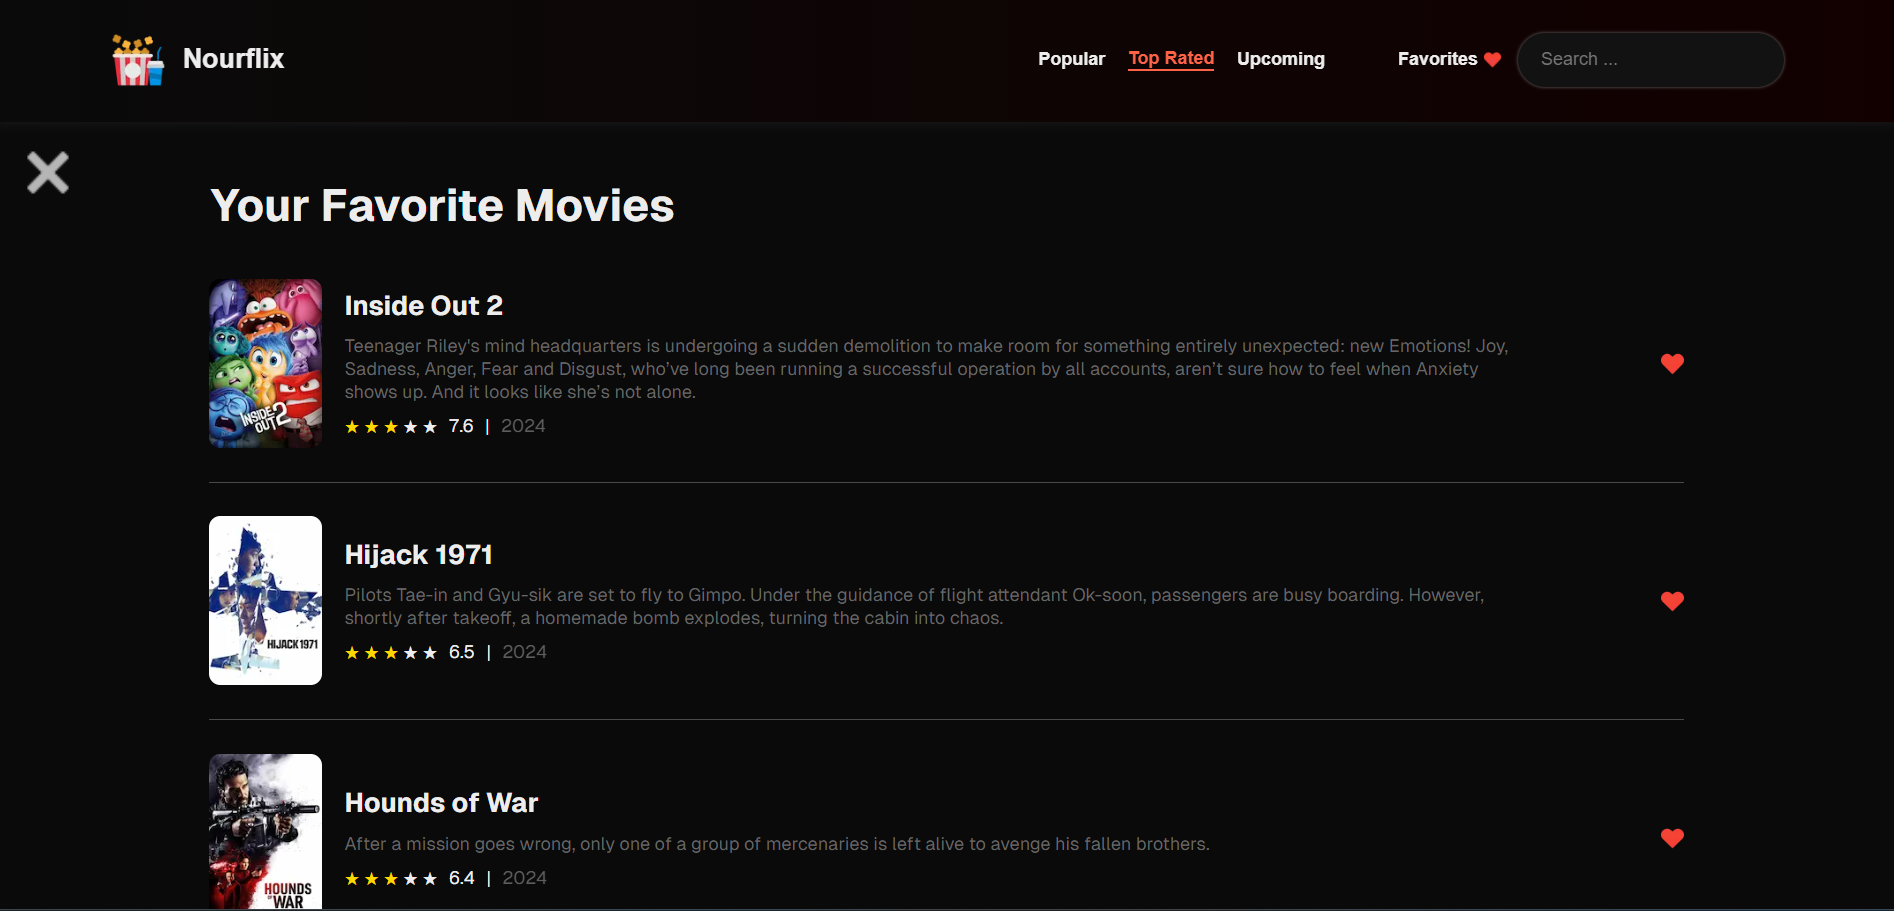 Nourflix
Popular Top Rated Upcoming Favorites Search ...
Your Favorite Movies
INSIDE OUT 2
Inside Out 2
Teenager Riley's mind headquarters is undergoing a sudden demolition to make room for something entirely unexpected: new Emotions! Joy,
Sadness, Anger, Fear and Disgust, who've long been running a successful operation by all accounts, aren't sure how to feel when Anxiety
shows up. And it looks like she's not alone.
7.6 | 2024
HIJACK 1971
Hijack 1971
Pilots Tae-in and Gyu-sik are set to fly to Gimpo. Under the guidance of flight attendant Ok-soon, passengers are busy boarding. However,
shortly after takeoff, a homemade bomb explodes, turning the cabin into chaos.
6.5 | 2024
HOUNDS
OF WAR
Hounds of War
After a mission goes wrong, only one of a group of mercenaries is left alive to avenge his fallen brothers.
6.4 | 2024